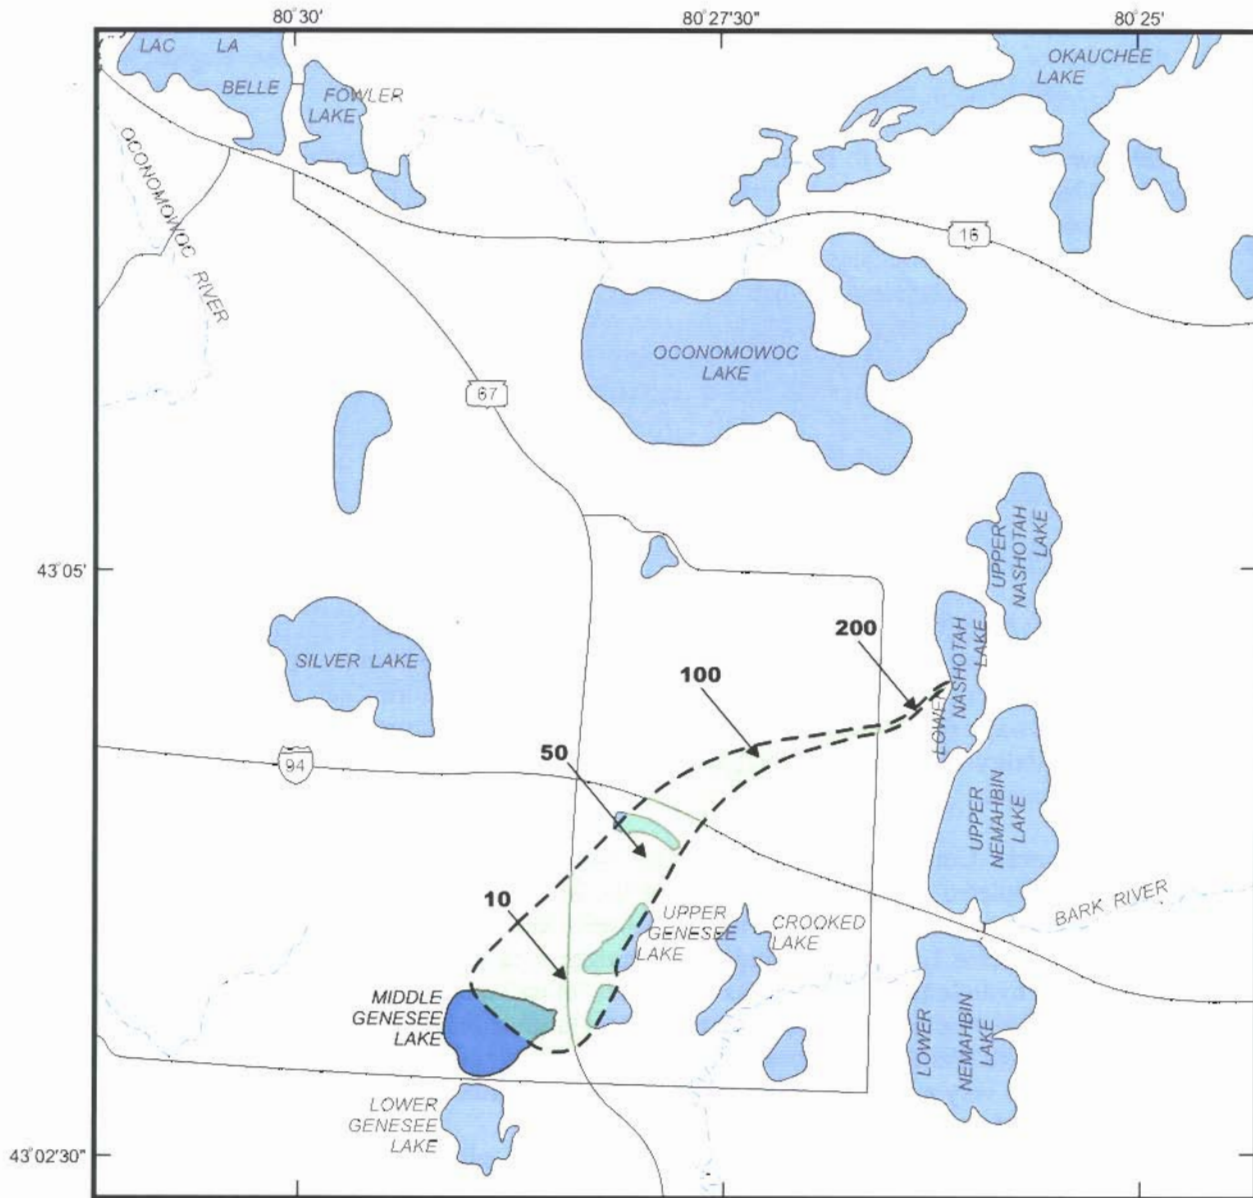 80°30'
80°27'30"
80°25'
LAC LA
BELLE
FOWLER
LAKE
OKAUCHEE
LAKE
OCONOMOWOC RIVER
16
OCONOMOWOC
LAKE
67
UPPER
NASHOTAH
LAKE
43°05'
200
LOWER
NASHOTAH
LAKE
SILVER LAKE
100
50
94
UPPER
NEMAHBIN
LAKE
10
UPPER
GENESEE
LAKE
CROOKED
LAKE
BARK RIVER
MIDDLE
GENESEE
LAKE
LOWER
NEMAHBIN
LAKE
LOWER
GENESEE
LAKE
43°02'30"